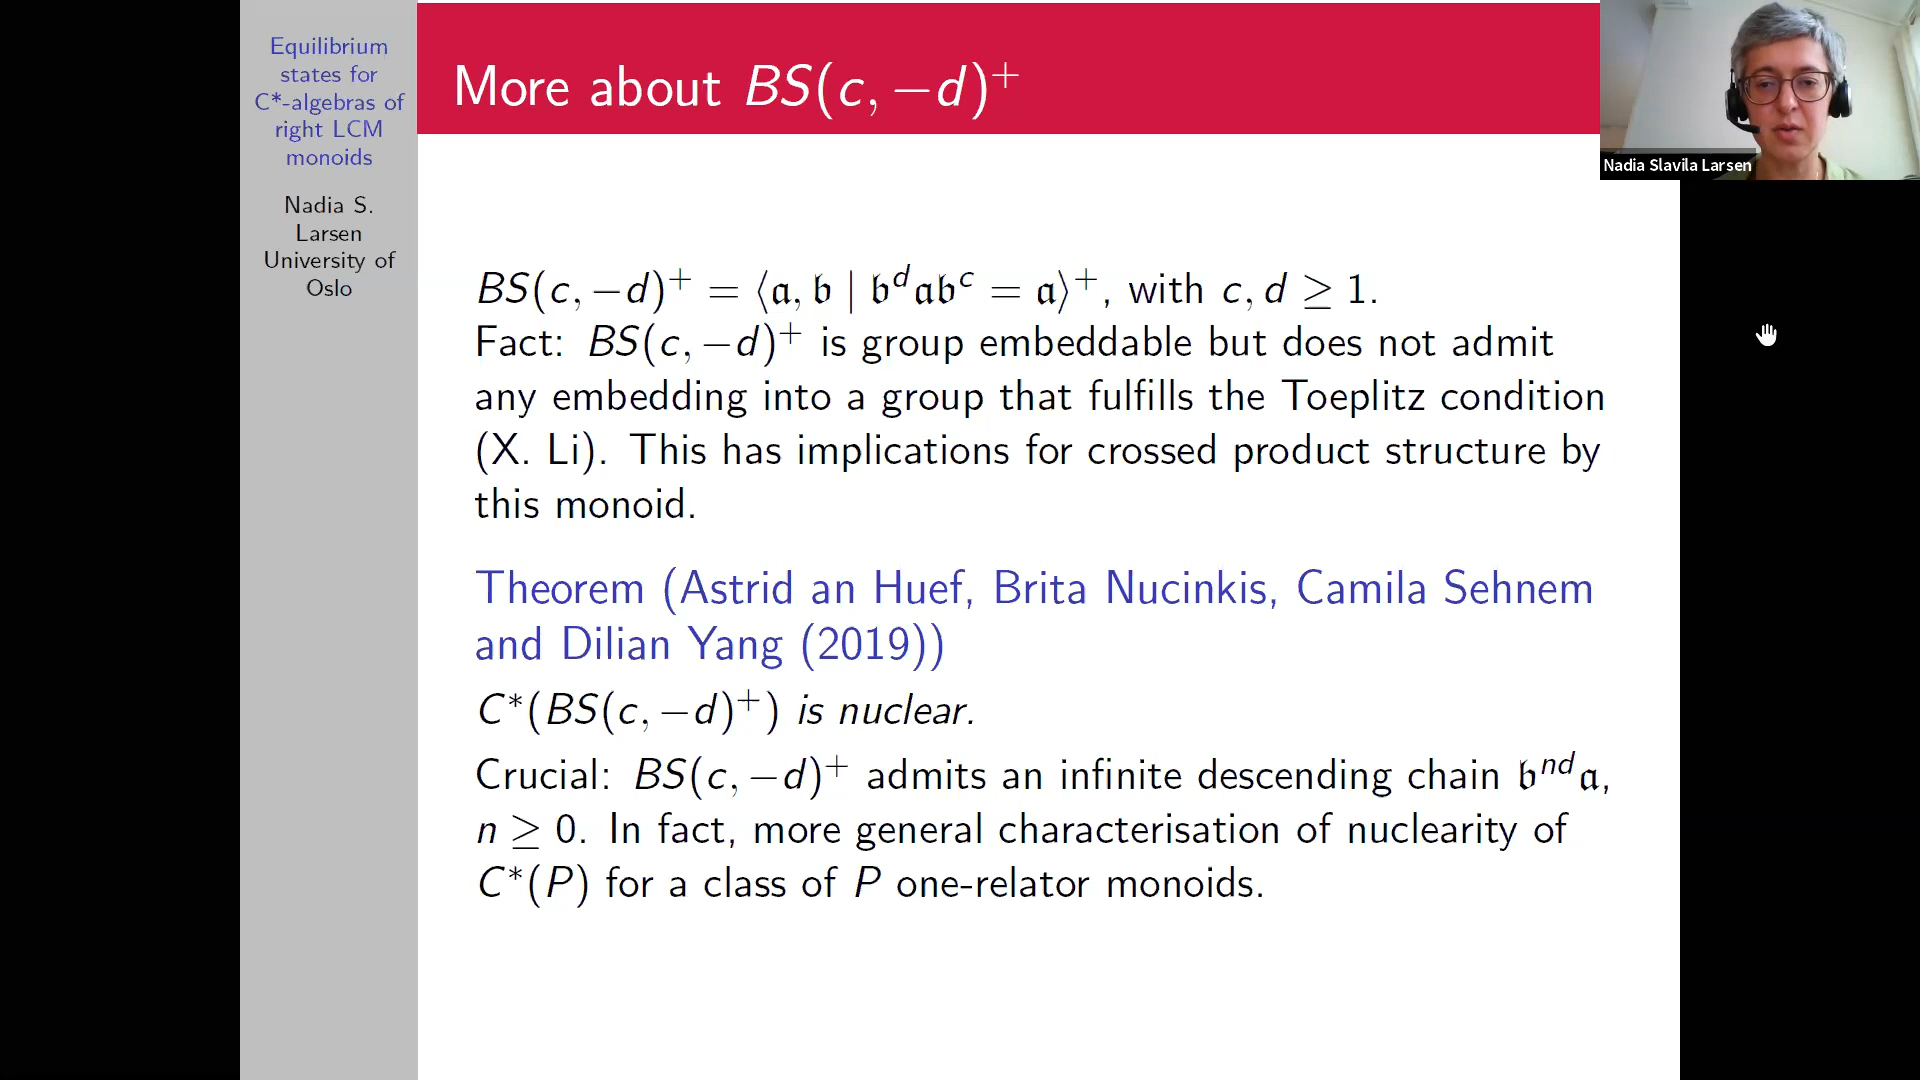 Equilibrium
states for
C*-algebras of
right LCM
monoids
Nadia S.
Larsen
University of
Oslo
More about BS(c, −d)⁺
Nadia Slavila Larsen
BS(c, −d)⁺ = ⟨𝔞, 𝔟 | 𝔟ᵈ𝔞𝔟ᶜ = 𝔞⟩⁺, with c, d ≥ 1.
Fact: BS(c, −d)⁺ is group embeddable but does not admit
any embedding into a group that fulfills the Toeplitz condition
(X. Li). This has implications for crossed product structure by
this monoid.
Theorem (Astrid an Huef, Brita Nucinkis, Camila Sehnem
and Dilian Yang (2019))
C*(BS(c, −d)⁺) is nuclear.
Crucial: BS(c, −d)⁺ admits an infinite descending chain 𝔟ⁿᵈ𝔞,
n ≥ 0. In fact, more general characterisation of nuclearity of
C*(P) for a class of P one-relator monoids.